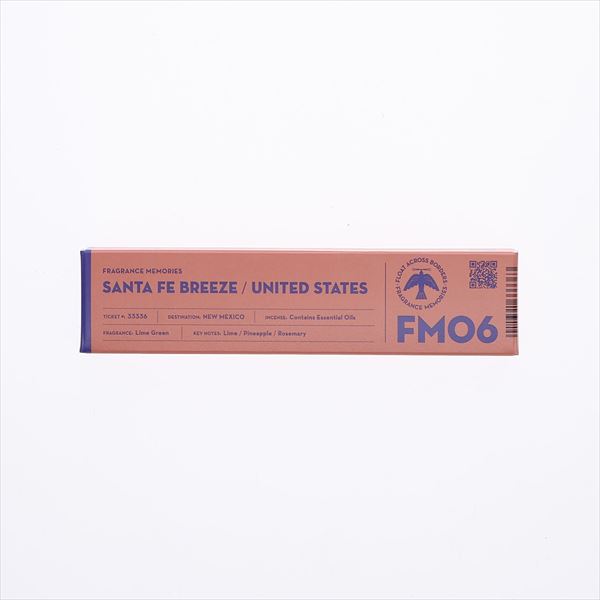 FRAGRANCE MEMORIES
SANTA FE BREEZE / UNITED STATES
TICKET #: 33336 DESTINATION: NEW MEXICO INCENSE: Contains Essential Oils
FRAGRANCE: Lime Green KEY NOTES: Lime / Pineapple / Rosemary
FLOAT ACROSS BORDERS
FRAGRANCE MEMORIES
FM06